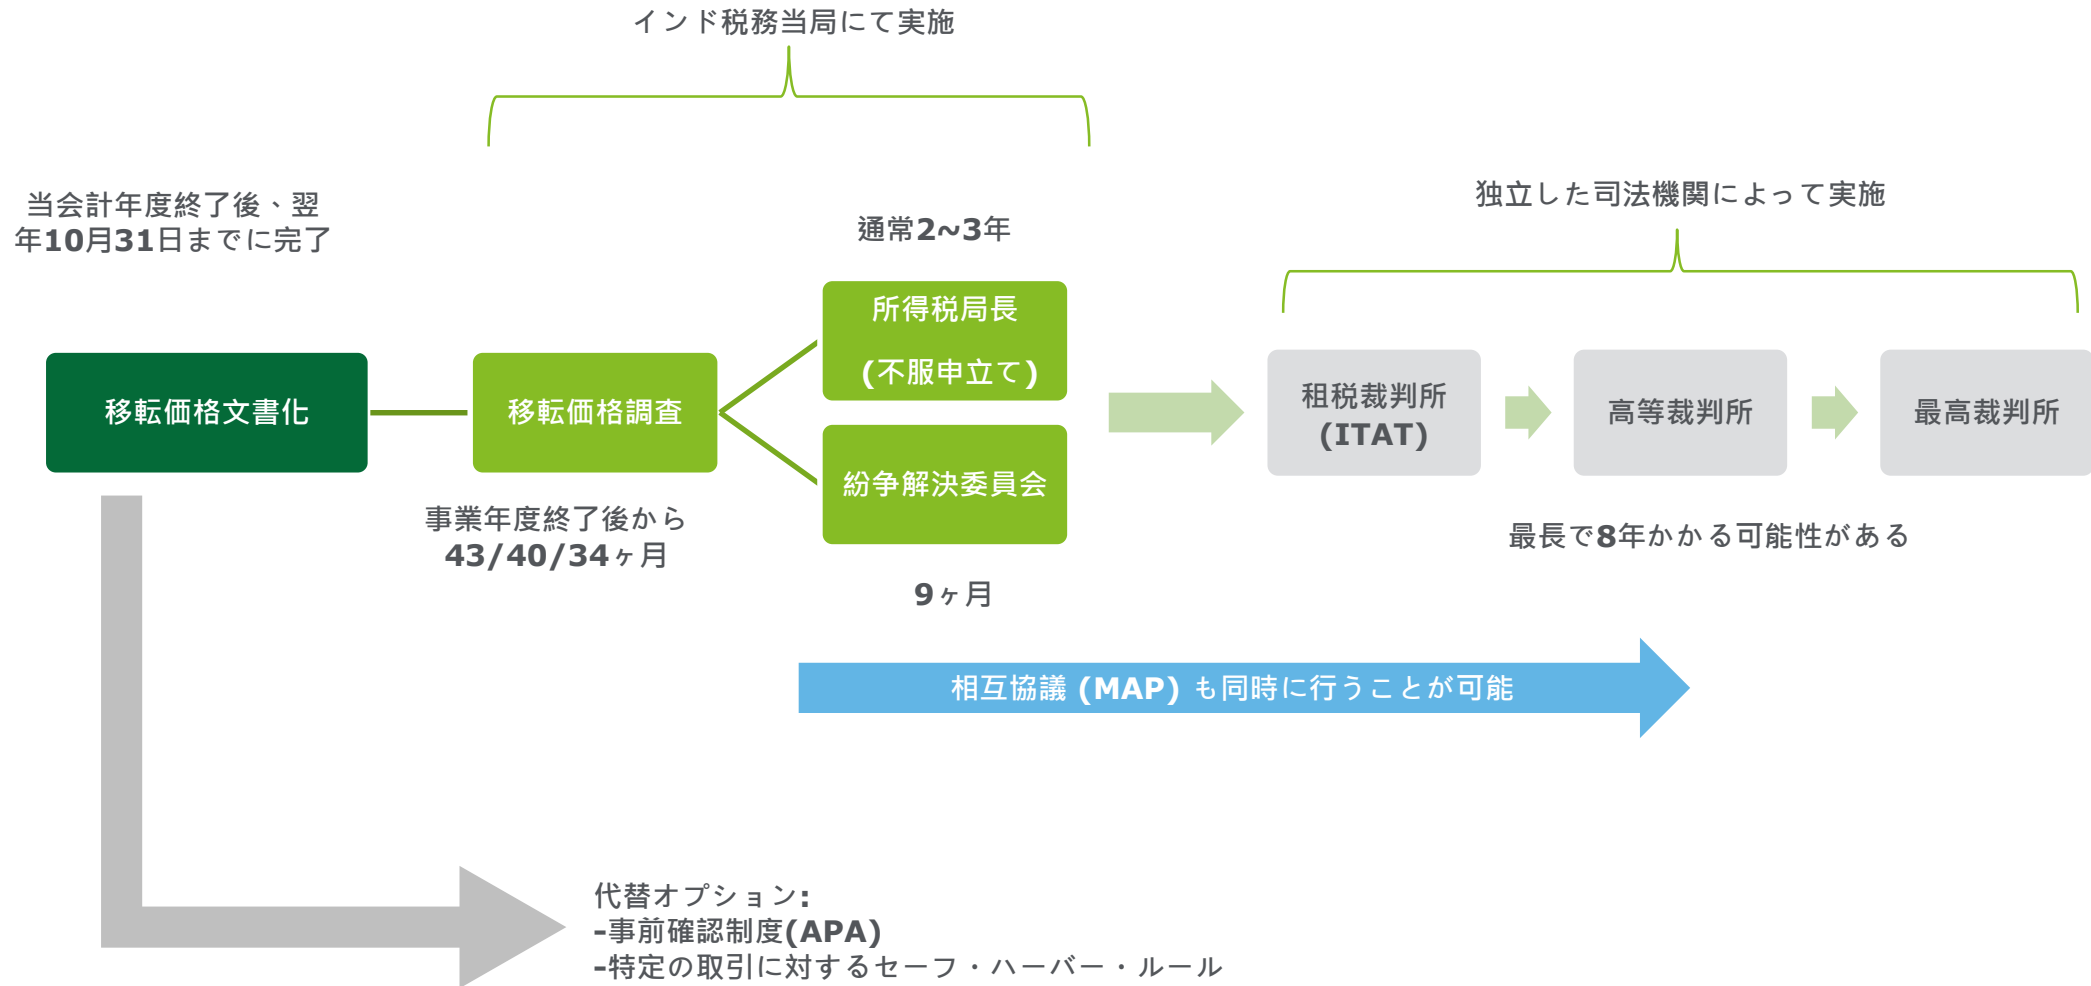 インド税務当局にて実施
当会計年度終了後、翌
年10月31日までに完了
通常2~3年
独立した司法機関によって実施
移転価格文書化
移転価格調査
所得税局長
(不服申立て)
紛争解決委員会
租税裁判所
(ITAT)
高等裁判所
最高裁判所
事業年度終了後から
43/40/34ヶ月
9ヶ月
最長で8年かかる可能性がある
相互協議 (MAP) も同時に行うことが可能
代替オプション:
-事前確認制度(APA)
-特定の取引に対するセーフ・ハーバー・ルール